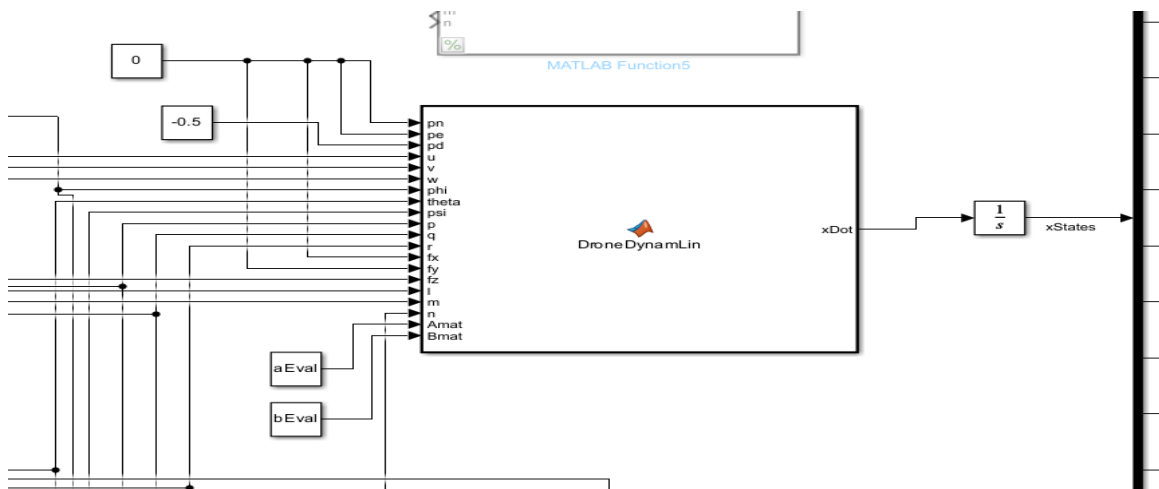 n
MATLAB Function5
0
-0.5
pn
pe
pd
u
v
w
phi
theta
psi
p
q
r
fx
fy
fz
l
m
n
Amat
Bmat
DroneDynamLin
xDot
1
s
xStates
aEval
bEval